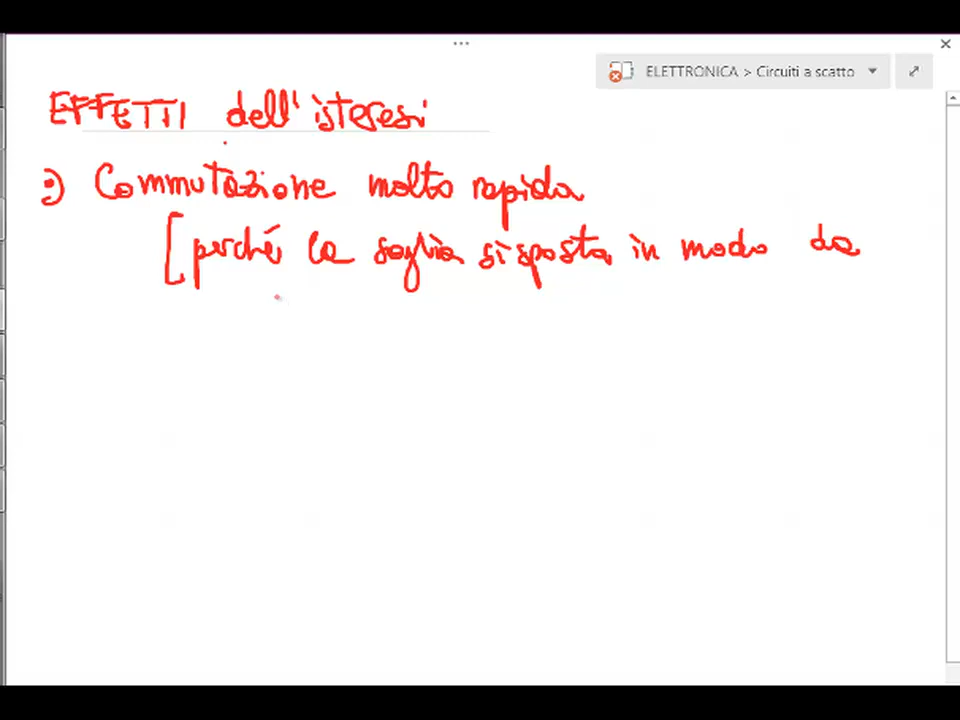 ELETTRONICA > Circuiti a scatto
EFFETTI dell'isteresi
•) Commutazione molto rapida
[perché la soglia si sposta in modo da